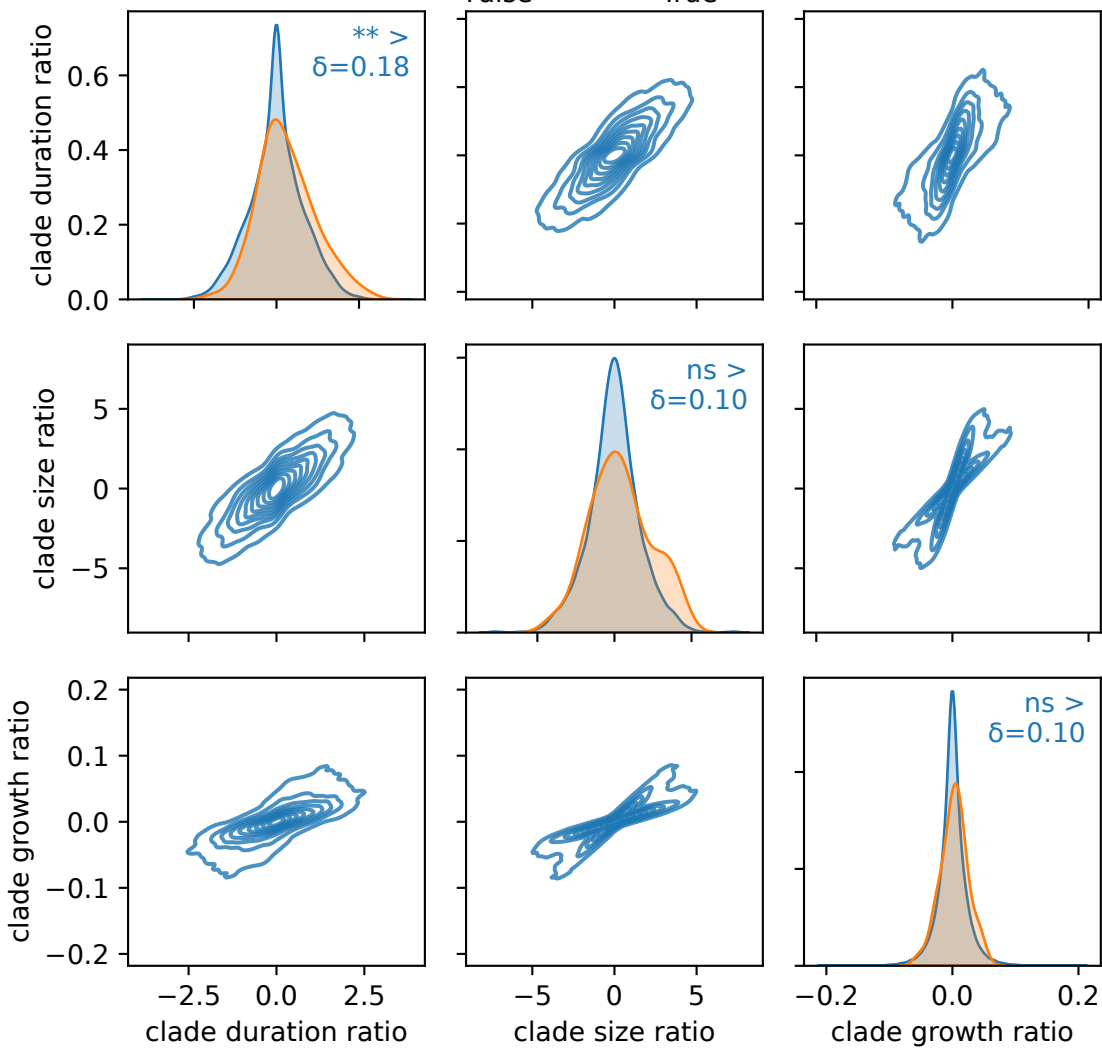 clade duration ratio
0.6
0.4
0.2
0.0
** >
δ=0.18
clade size ratio
5
0
−5
ns >
δ=0.10
clade growth ratio
0.2
0.1
0.0
−0.1
−0.2
ns >
δ=0.10
−2.5 0.0 2.5
−5 0 5
−0.2 0.0 0.2
clade duration ratio
clade size ratio
clade growth ratio